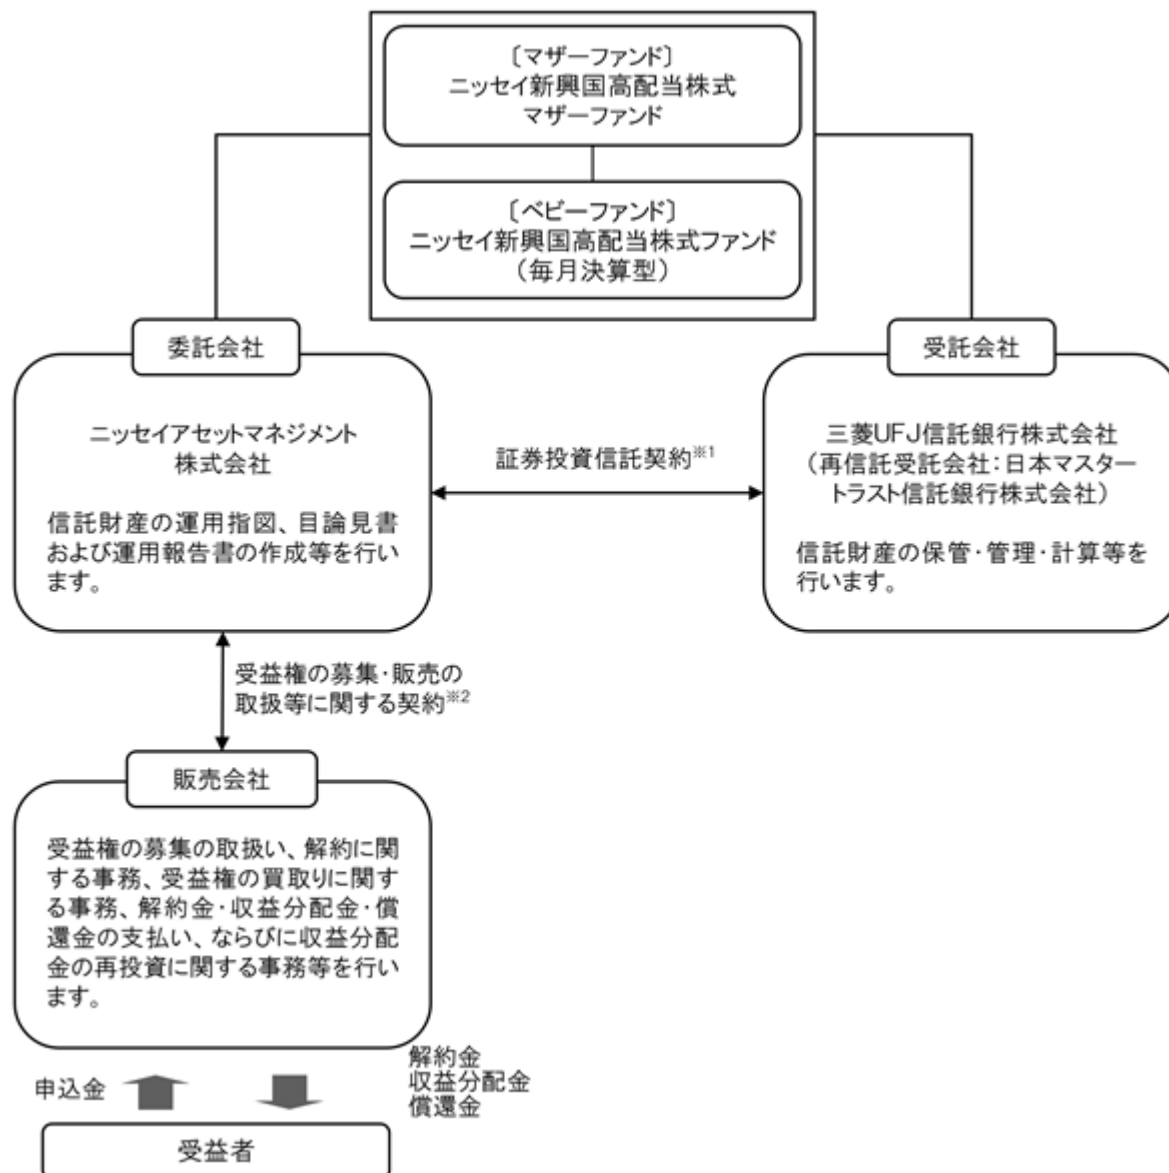 〔マザーファンド〕
ニッセイ新興国高配当株式
マザーファンド
〔ベビーファンド〕
ニッセイ新興国高配当株式ファンド
（毎月決算型）
委託会社
ニッセイアセットマネジメント
株式会社
信託財産の運用指図、目論見書
および運用報告書の作成等を行い
ます。
証券投資信託契約※1
受託会社
三菱UFJ信託銀行株式会社
（再信託受託会社：日本マスター
トラスト信託銀行株式会社）
信託財産の保管・管理・計算等を
行います。
受益権の募集・販売の
取扱等に関する契約※2
販売会社
受益権の募集の取扱い、解約に関
する事務、受益権の買取りに関す
る事務、解約金・収益分配金・償
還金の支払い、ならびに収益分配
金の再投資に関する事務等を行い
ます。
申込金
解約金
収益分配金
償還金
受益者